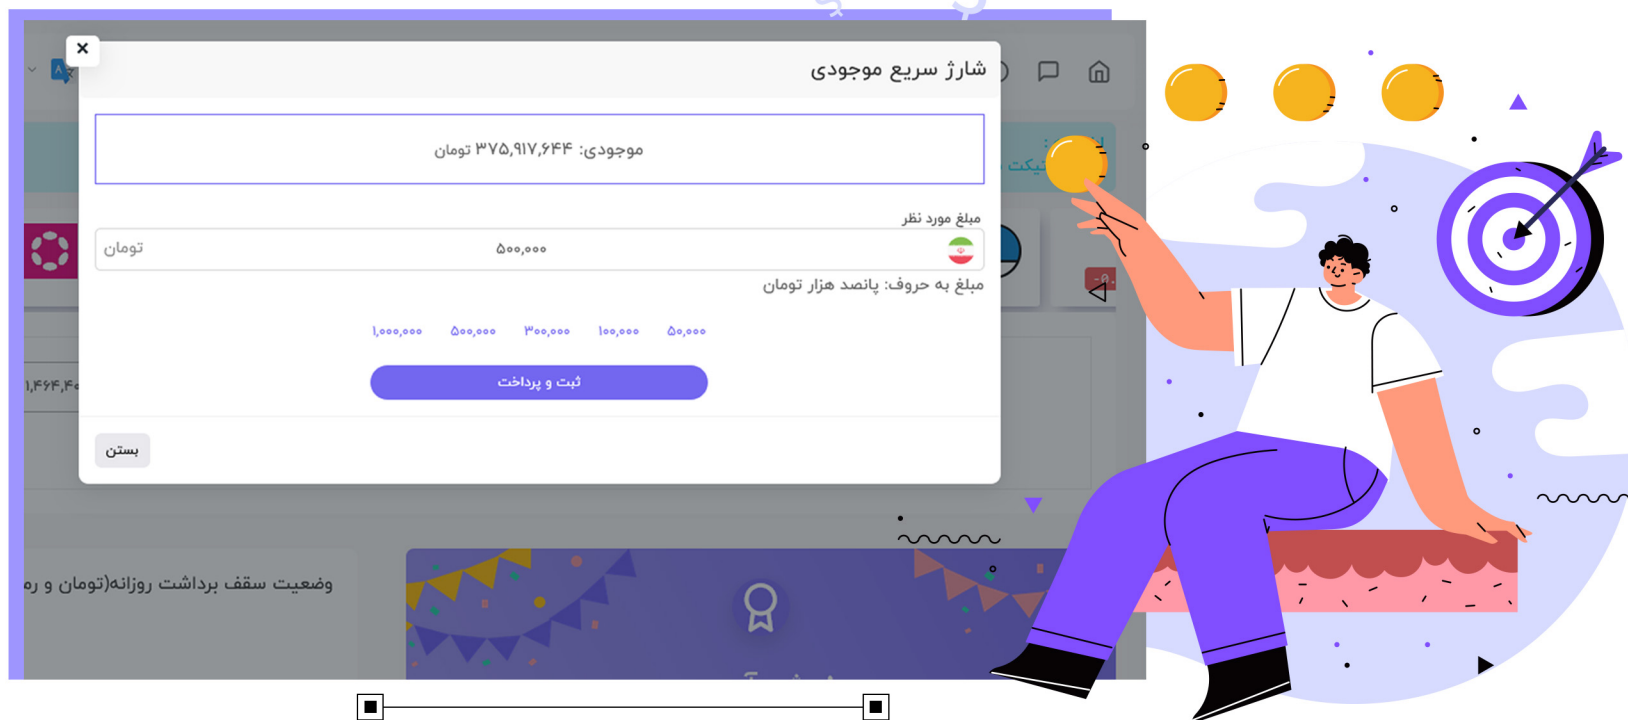 شارژ سریع موجودی
موجودی: ۳۷۵,۹۱۷,۶۴۴ تومان
مبلغ مورد نظر
۵۰۰,۰۰۰
تومان
مبلغ به حروف: پانصد هزار تومان
۵۰,۰۰۰ ۱۰۰,۰۰۰ ۳۰۰,۰۰۰ ۵۰۰,۰۰۰ ۱,۰۰۰,۰۰۰
ثبت و پرداخت
بستن
وضعیت سقف برداشت روزانه(تومان و